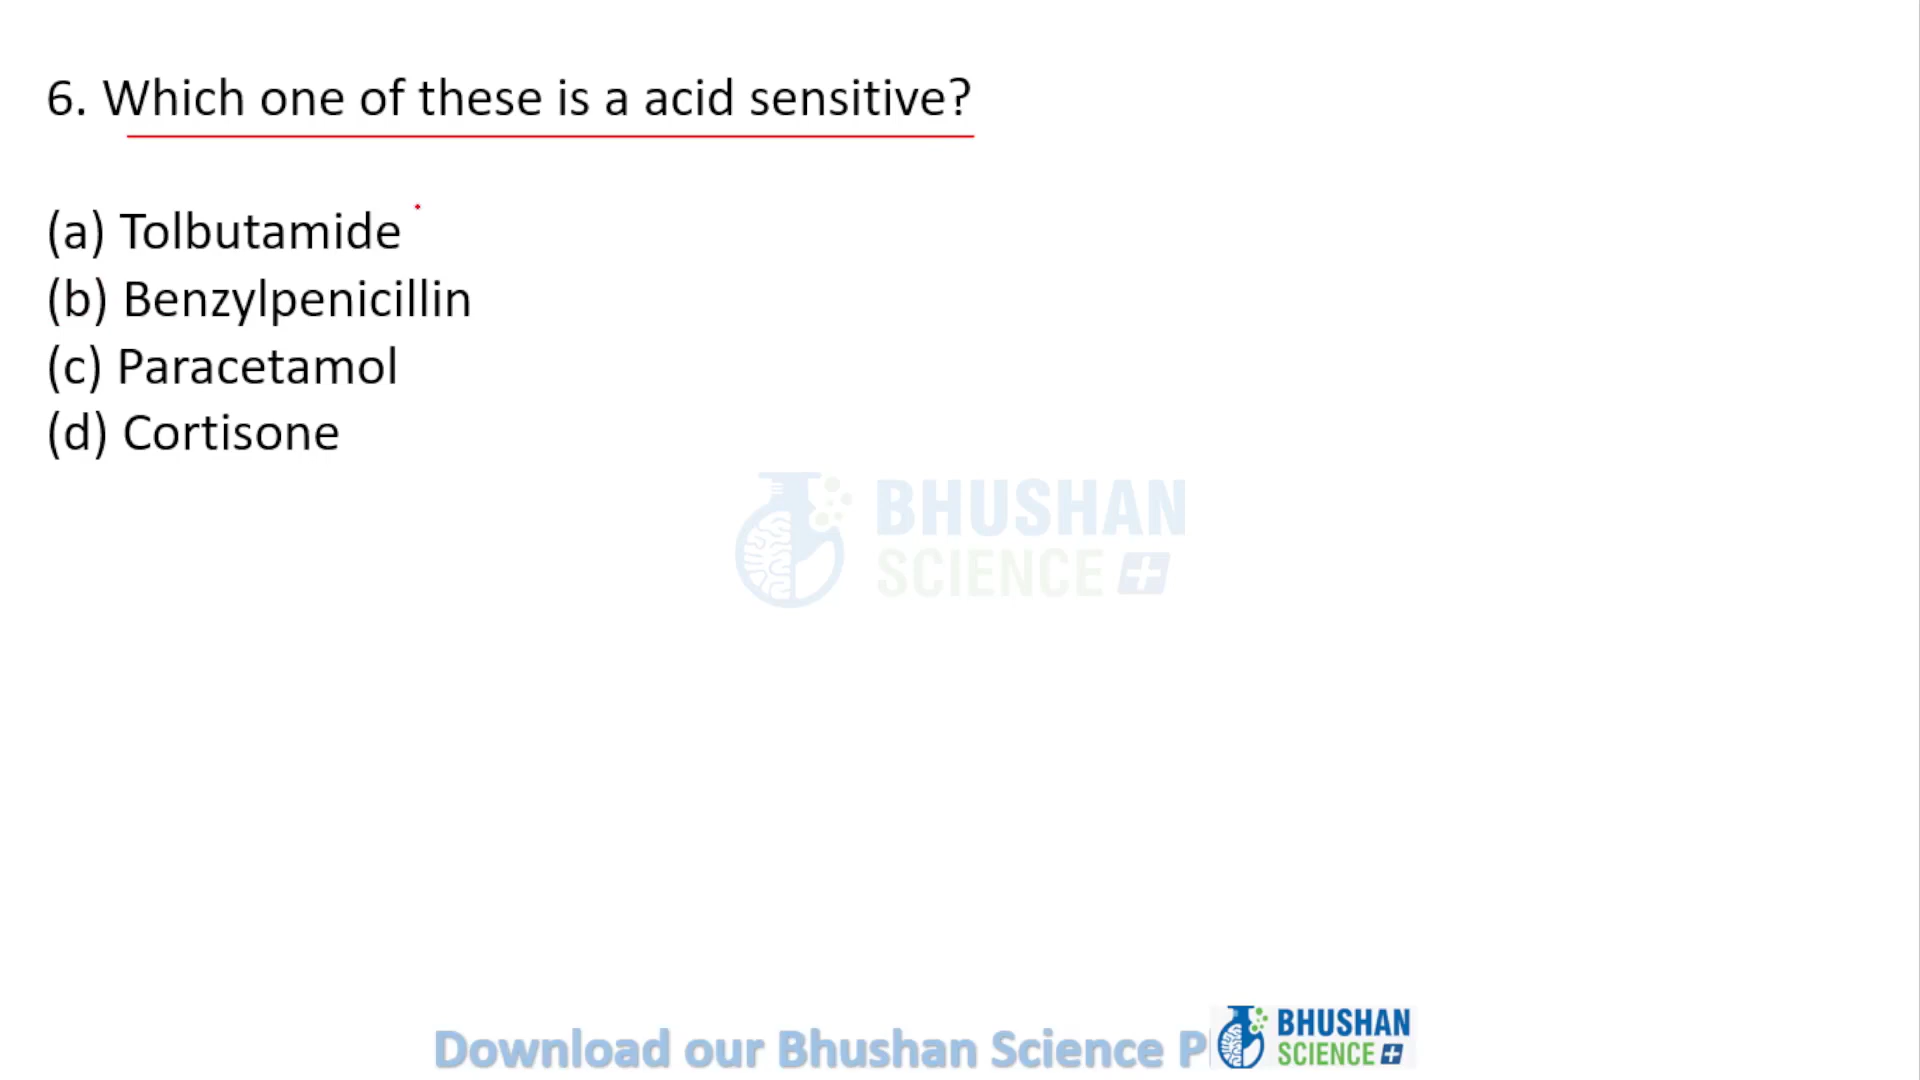 6. Which one of these is a acid sensitive?
(a) Tolbutamide
(b) Benzylpenicillin
(c) Paracetamol
(d) Cortisone
BHUSHAN
SCIENCE
Download our Bhushan Science P
BHUSHAN
SCIENCE